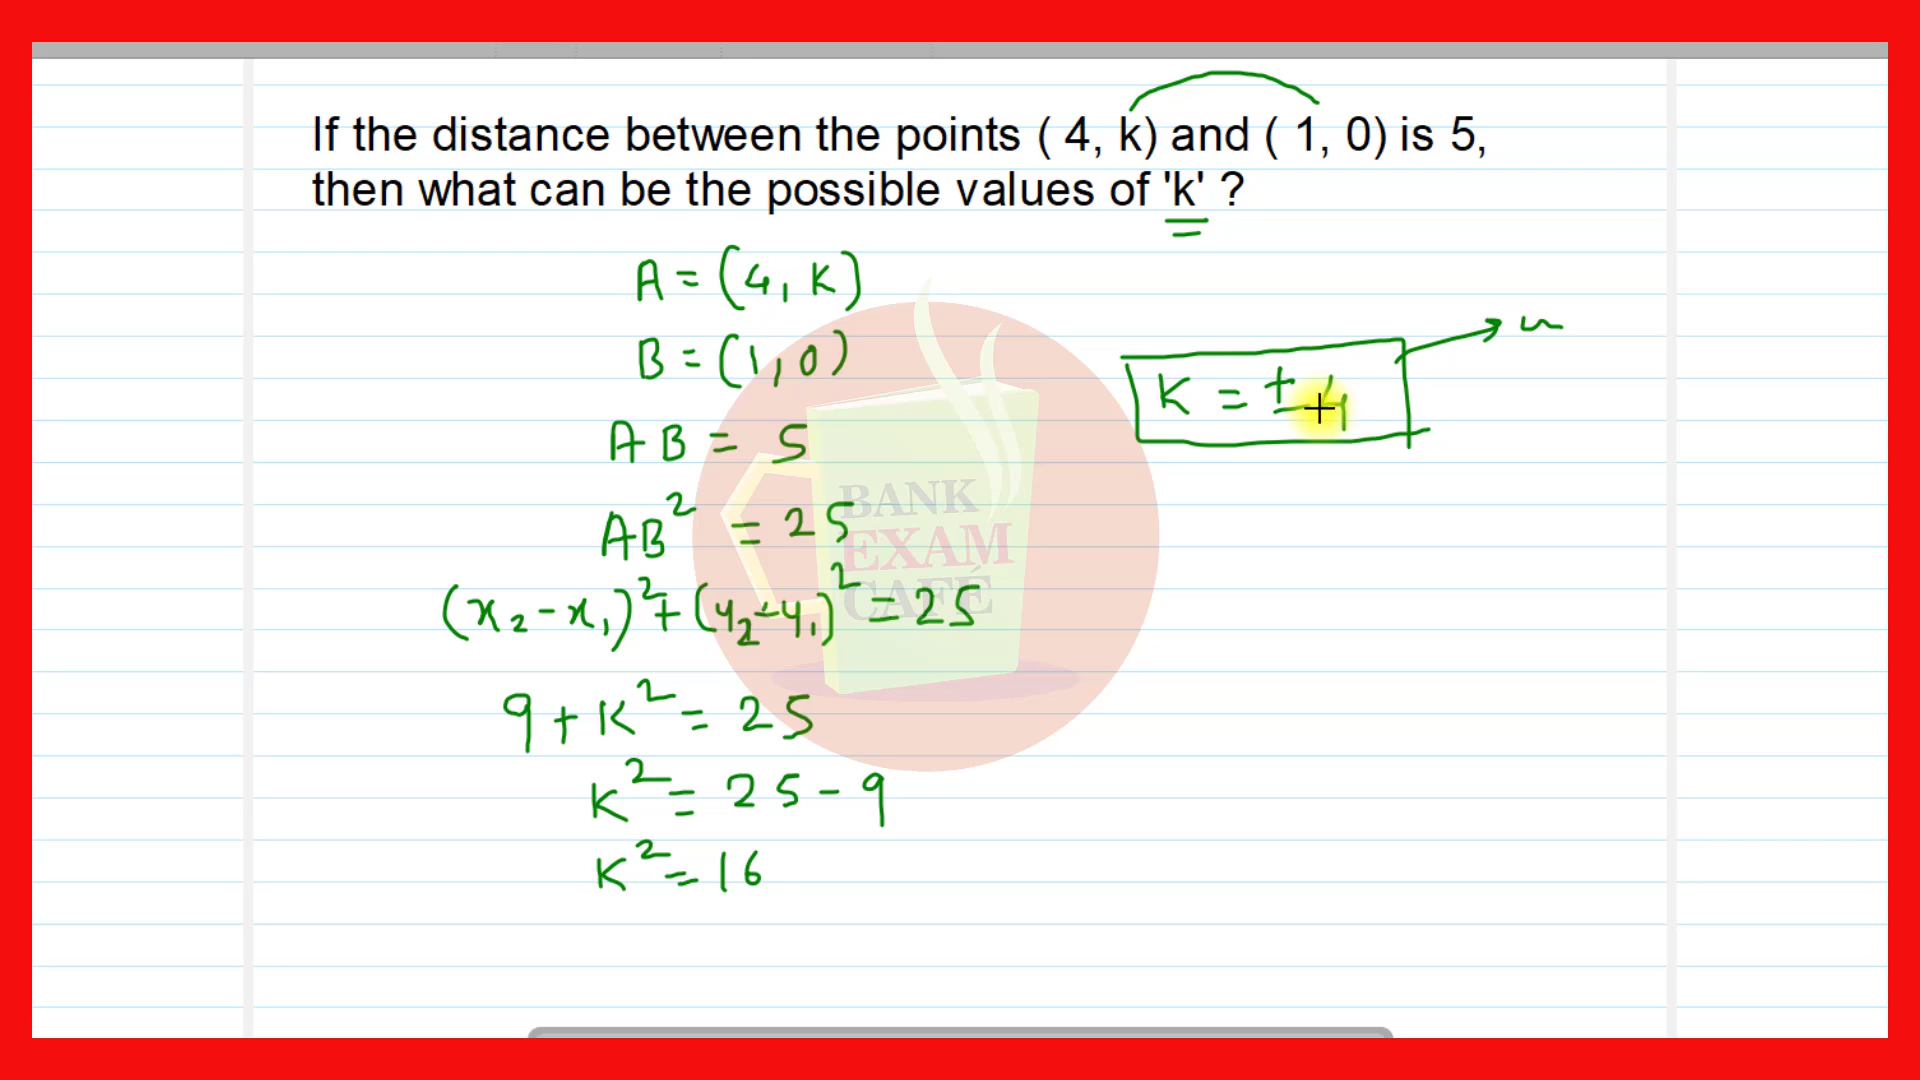 If the distance between the points ( 4, k) and ( 1, 0) is 5,
then what can be the possible values of 'k' ?
A = (4, K)
B = (1, 0)
AB = 5
AB² = 25
(x₂-x₁)²+(y₂-y₁)² = 25
9 + K² = 25
K² = 25 - 9
K² = 16
K = ±4
BANK
EXAM
CAFÉ